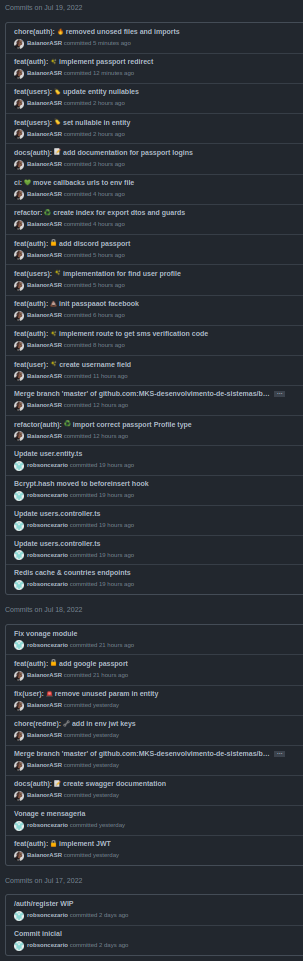 Commits on Jul 19, 2022
chore(auth): 🔥 removed unosed files and imports
BaianorASR committed 5 minutes ago
feat(auth): implement passport redirect
BaianorASR committed 12 minutes ago
feat(users): 🏷️ update entity nullables
BaianorASR committed 2 hours ago
feat(users): 🏷️ set nullable in entity
BaianorASR committed 2 hours ago
docs(auth): 📝 add documentation for passport logins
BaianorASR committed 3 hours ago
ci: 💚 move callbacks urls to env file
BaianorASR committed 4 hours ago
refactor: ♻️ create index for export dtos and guards
BaianorASR committed 4 hours ago
feat(auth): 🔒 add discord passport
BaianorASR committed 5 hours ago
feat(users): implementation for find user profile
BaianorASR committed 5 hours ago
feat(auth): init passpaaot facebook
BaianorASR committed 6 hours ago
feat(auth): implement route to get sms verification code
BaianorASR committed 8 hours ago
feat(user): create username field
BaianorASR committed 11 hours ago
Merge branch 'master' of github.com:MKS-desenvolvimento-de-sistemas/b… ...
BaianorASR committed 12 hours ago
refactor(auth): ♻️ import correct passport Profile type
BaianorASR committed 12 hours ago
Update user.entity.ts
robsoncezario committed 19 hours ago
Bcrypt.hash moved to beforeinsert hook
robsoncezario committed 19 hours ago
Update users.controller.ts
robsoncezario committed 19 hours ago
Update users.controller.ts
robsoncezario committed 19 hours ago
Redis cache & countries endpoints
robsoncezario committed 19 hours ago
Commits on Jul 18, 2022
Fix vonage module
robsoncezario committed 21 hours ago
feat(auth): 🔒 add google passport
BaianorASR committed 21 hours ago
fix(user): 🚨 remove unused param in entity
BaianorASR committed yesterday
chore(redme): add in env jwt keys
BaianorASR committed yesterday
Merge branch 'master' of github.com:MKS-desenvolvimento-de-sistemas/b… ...
BaianorASR committed yesterday
docs(auth): 📝 create swagger documentation
BaianorASR committed yesterday
Vonage e mensageria
robsoncezario committed yesterday
feat(auth): 🔒 implement JWT
BaianorASR committed yesterday
Commits on Jul 17, 2022
/auth/register WIP
robsoncezario committed 2 days ago
Commit inicial
robsoncezario committed 2 days ago